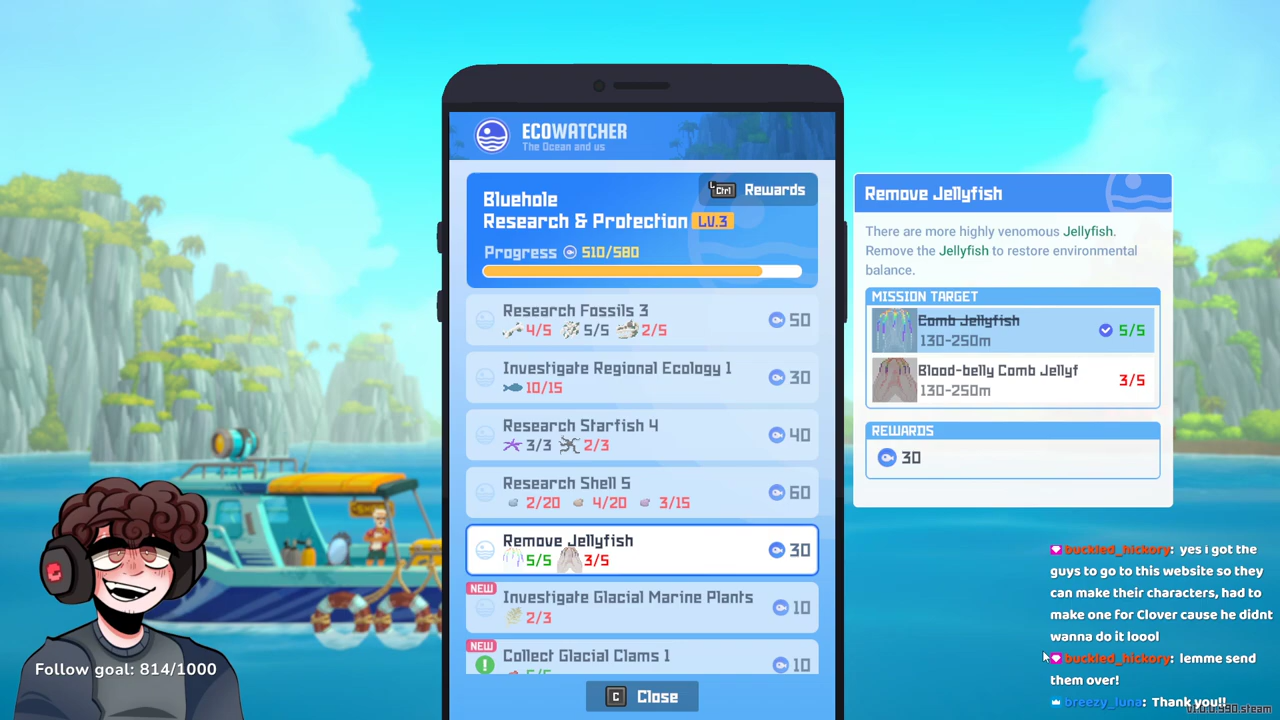 ECOWATCHER
The Ocean and us
Bluehole
Research & Protection LV.3
Ctrl Rewards
Progress 510/580
Research Fossils 3
4/5 5/5 2/5
50
Investigate Regional Ecology 1
10/15
30
Research Starfish 4
3/3 2/3
40
Research Shell 5
2/20 4/20 3/15
60
Remove Jellyfish
5/5 3/5
30
NEW
Investigate Glacial Marine Plants
2/3
10
NEW
Collect Glacial Clams 1
5/5
10
C Close
Remove Jellyfish
There are more highly venomous Jellyfish.
Remove the Jellyfish to restore environmental
balance.
MISSION TARGET
Comb Jellyfish
130-250m
5/5
Blood-belly Comb Jellyf
130-250m
3/5
REWARDS
30
Follow goal: 814/1000
buckled_hickory: yes i got the
guys to go to this website so they
can make their characters, had to
make one for Clover cause he didnt
wanna do it loool
buckled_hickory: lemme send
them over!
breezy_luna: Thank you!!